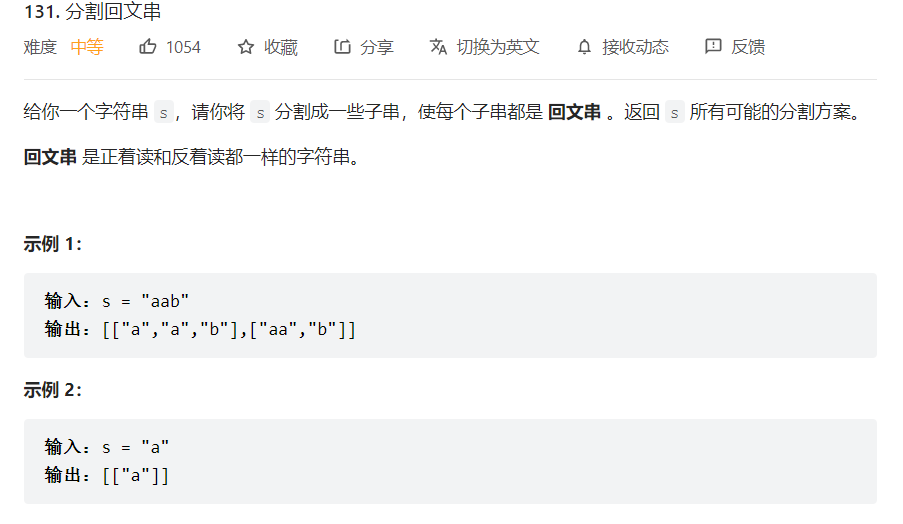 131. 分割回文串
难度 中等 1054 收藏 分享 切换为英文 接收动态 反馈
给你一个字符串 s，请你将 s 分割成一些子串，使每个子串都是 回文串 。返回 s 所有可能的分割方案。
回文串 是正着读和反着读都一样的字符串。
示例 1：
输入：s = "aab"
输出：[["a","a","b"],["aa","b"]]
示例 2：
输入：s = "a"
输出：[["a"]]